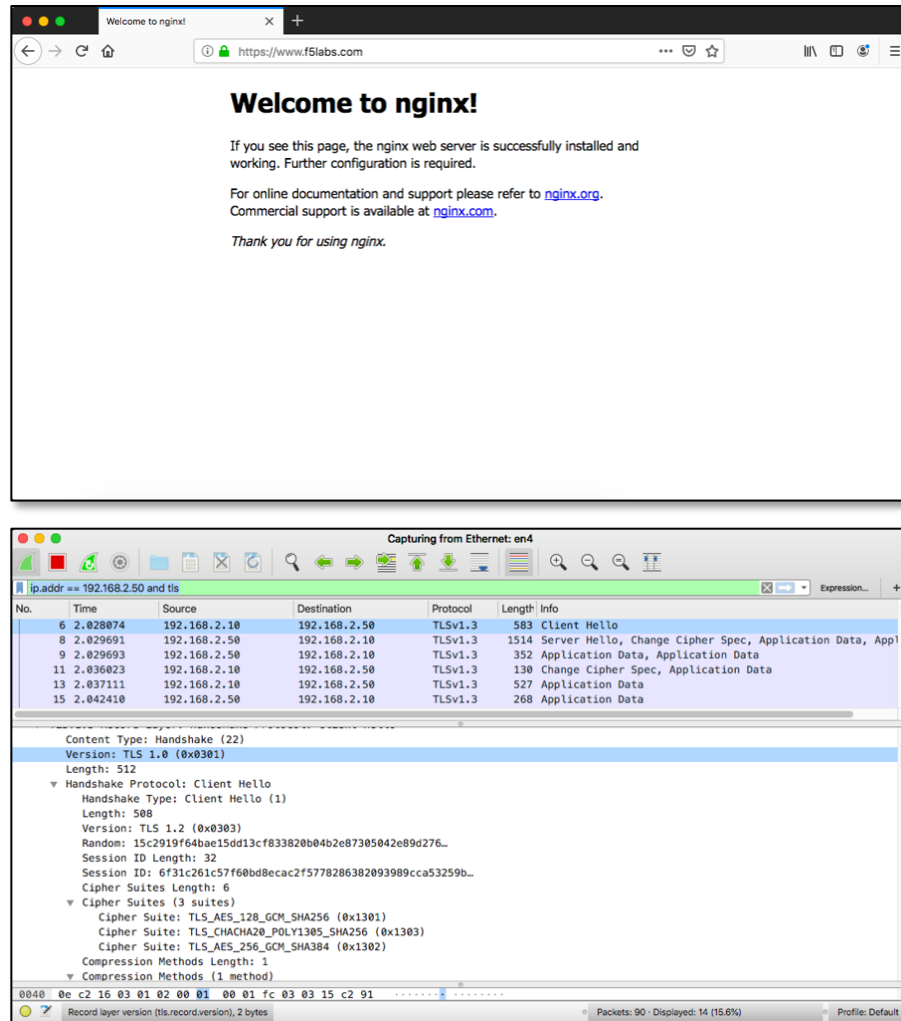 Welcome to nginx!
https://www.f5labs.com
Welcome to nginx!
If you see this page, the nginx web server is successfully installed and
working. Further configuration is required.
For online documentation and support please refer to nginx.org.
Commercial support is available at nginx.com.
Thank you for using nginx.
Capturing from Ethernet: en4
ip.addr == 192.168.2.50 and tls
Expression...
No. Time Source Destination Protocol Length Info
6 2.028074 192.168.2.10 192.168.2.50 TLSv1.3 583 Client Hello
8 2.029691 192.168.2.50 192.168.2.10 TLSv1.3 1514 Server Hello, Change Cipher Spec, Application Data, Appl
9 2.029693 192.168.2.50 192.168.2.10 TLSv1.3 352 Application Data, Application Data
11 2.036023 192.168.2.10 192.168.2.50 TLSv1.3 130 Change Cipher Spec, Application Data
13 2.037111 192.168.2.10 192.168.2.50 TLSv1.3 527 Application Data
15 2.042410 192.168.2.50 192.168.2.10 TLSv1.3 268 Application Data
Content Type: Handshake (22)
Version: TLS 1.0 (0x0301)
Length: 512
Handshake Protocol: Client Hello
Handshake Type: Client Hello (1)
Length: 508
Version: TLS 1.2 (0x0303)
Random: 15c2919f64bae15dd13cf833820b04b2e87305042e89d276…
Session ID Length: 32
Session ID: 6f31c261c57f60bd8ecac2f5778286382093989cca53259b…
Cipher Suites Length: 6
Cipher Suites (3 suites)
Cipher Suite: TLS_AES_128_GCM_SHA256 (0x1301)
Cipher Suite: TLS_CHACHA20_POLY1305_SHA256 (0x1303)
Cipher Suite: TLS_AES_256_GCM_SHA384 (0x1302)
Compression Methods Length: 1
Compression Methods (1 method)
0040 0e c2 16 03 01 02 00 01 00 01 fc 03 03 15 c2 91 ········ ········
Record layer version (tls.record.version), 2 bytes
Packets: 90 · Displayed: 14 (15.6%)
Profile: Default